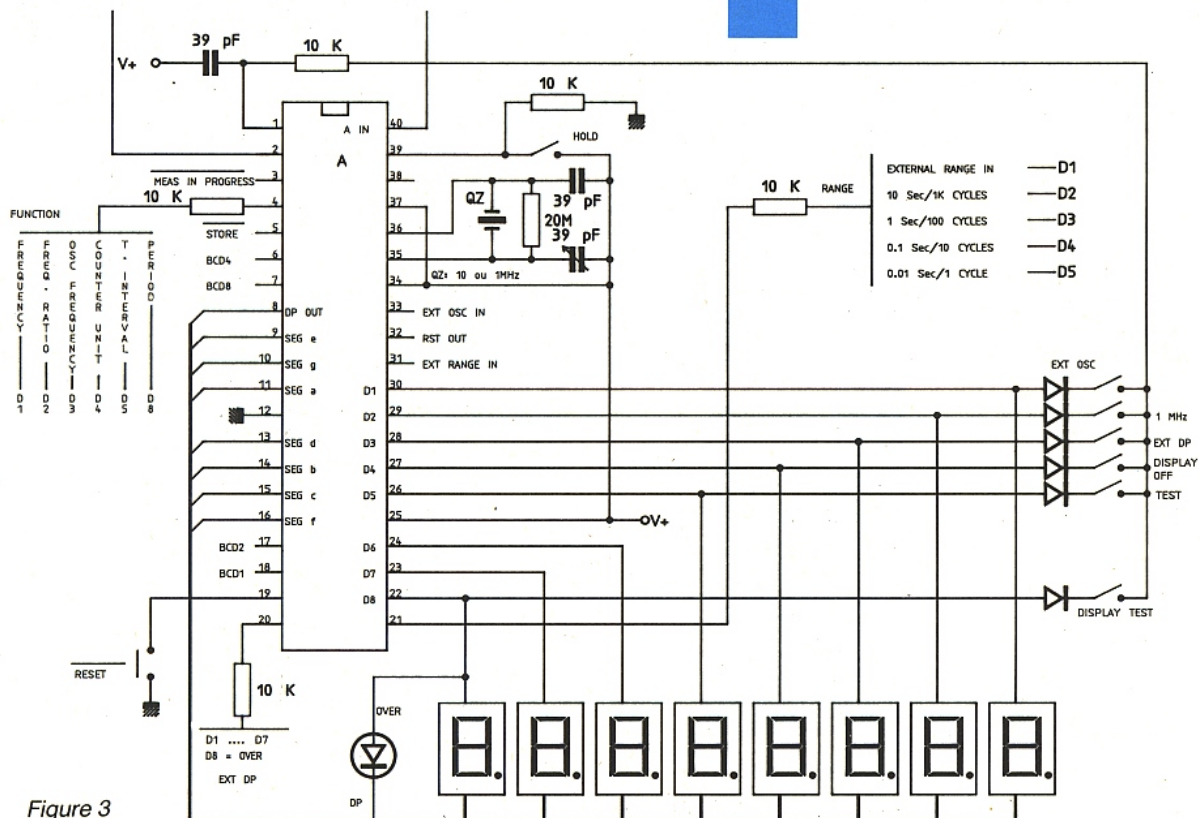 39 pF
10 K
V+
10 K
HOLD
1
2
3
4
5
6
7
8
9
10
11
12
13
14
15
16
17
18
19
20
A IN
A
40
39
38
37
36
35
34
33
32
31
30
29
28
27
26
25
24
23
22
21
MEAS IN PROGRESS
10 K
FUNCTION
STORE
BCD4
BCD8
DP OUT
SEG e
SEG g
SEG a
SEG d
SEG b
SEG c
SEG f
BCD2
BCD1
FREQUENCY D1
FREQ. RATIO D2
OSC FREQUENCY D3
COUNTER UNIT D4
T. INTERVAL D5
PERIOD D8
QZ
39 pF
20M
39 pF
QZ: 10 ou 1MHz
EXT OSC IN
RST OUT
EXT RANGE IN
D1
D2
D3
D4
D5
V+
D6
D7
D8
10 K
RANGE
EXTERNAL RANGE IN D1
10 Sec/1K CYCLES D2
1 Sec/100 CYCLES D3
0.1 Sec/10 CYCLES D4
0.01 Sec/1 CYCLE D5
EXT OSC
1 MHz
EXT DP
DISPLAY
OFF
TEST
DISPLAY TEST
RESET
10 K
D1 .... D7
D8 = OVER
EXT DP
OVER
DP
8.
8.
8.
8.
8.
8.
8.
8.
Figure 3